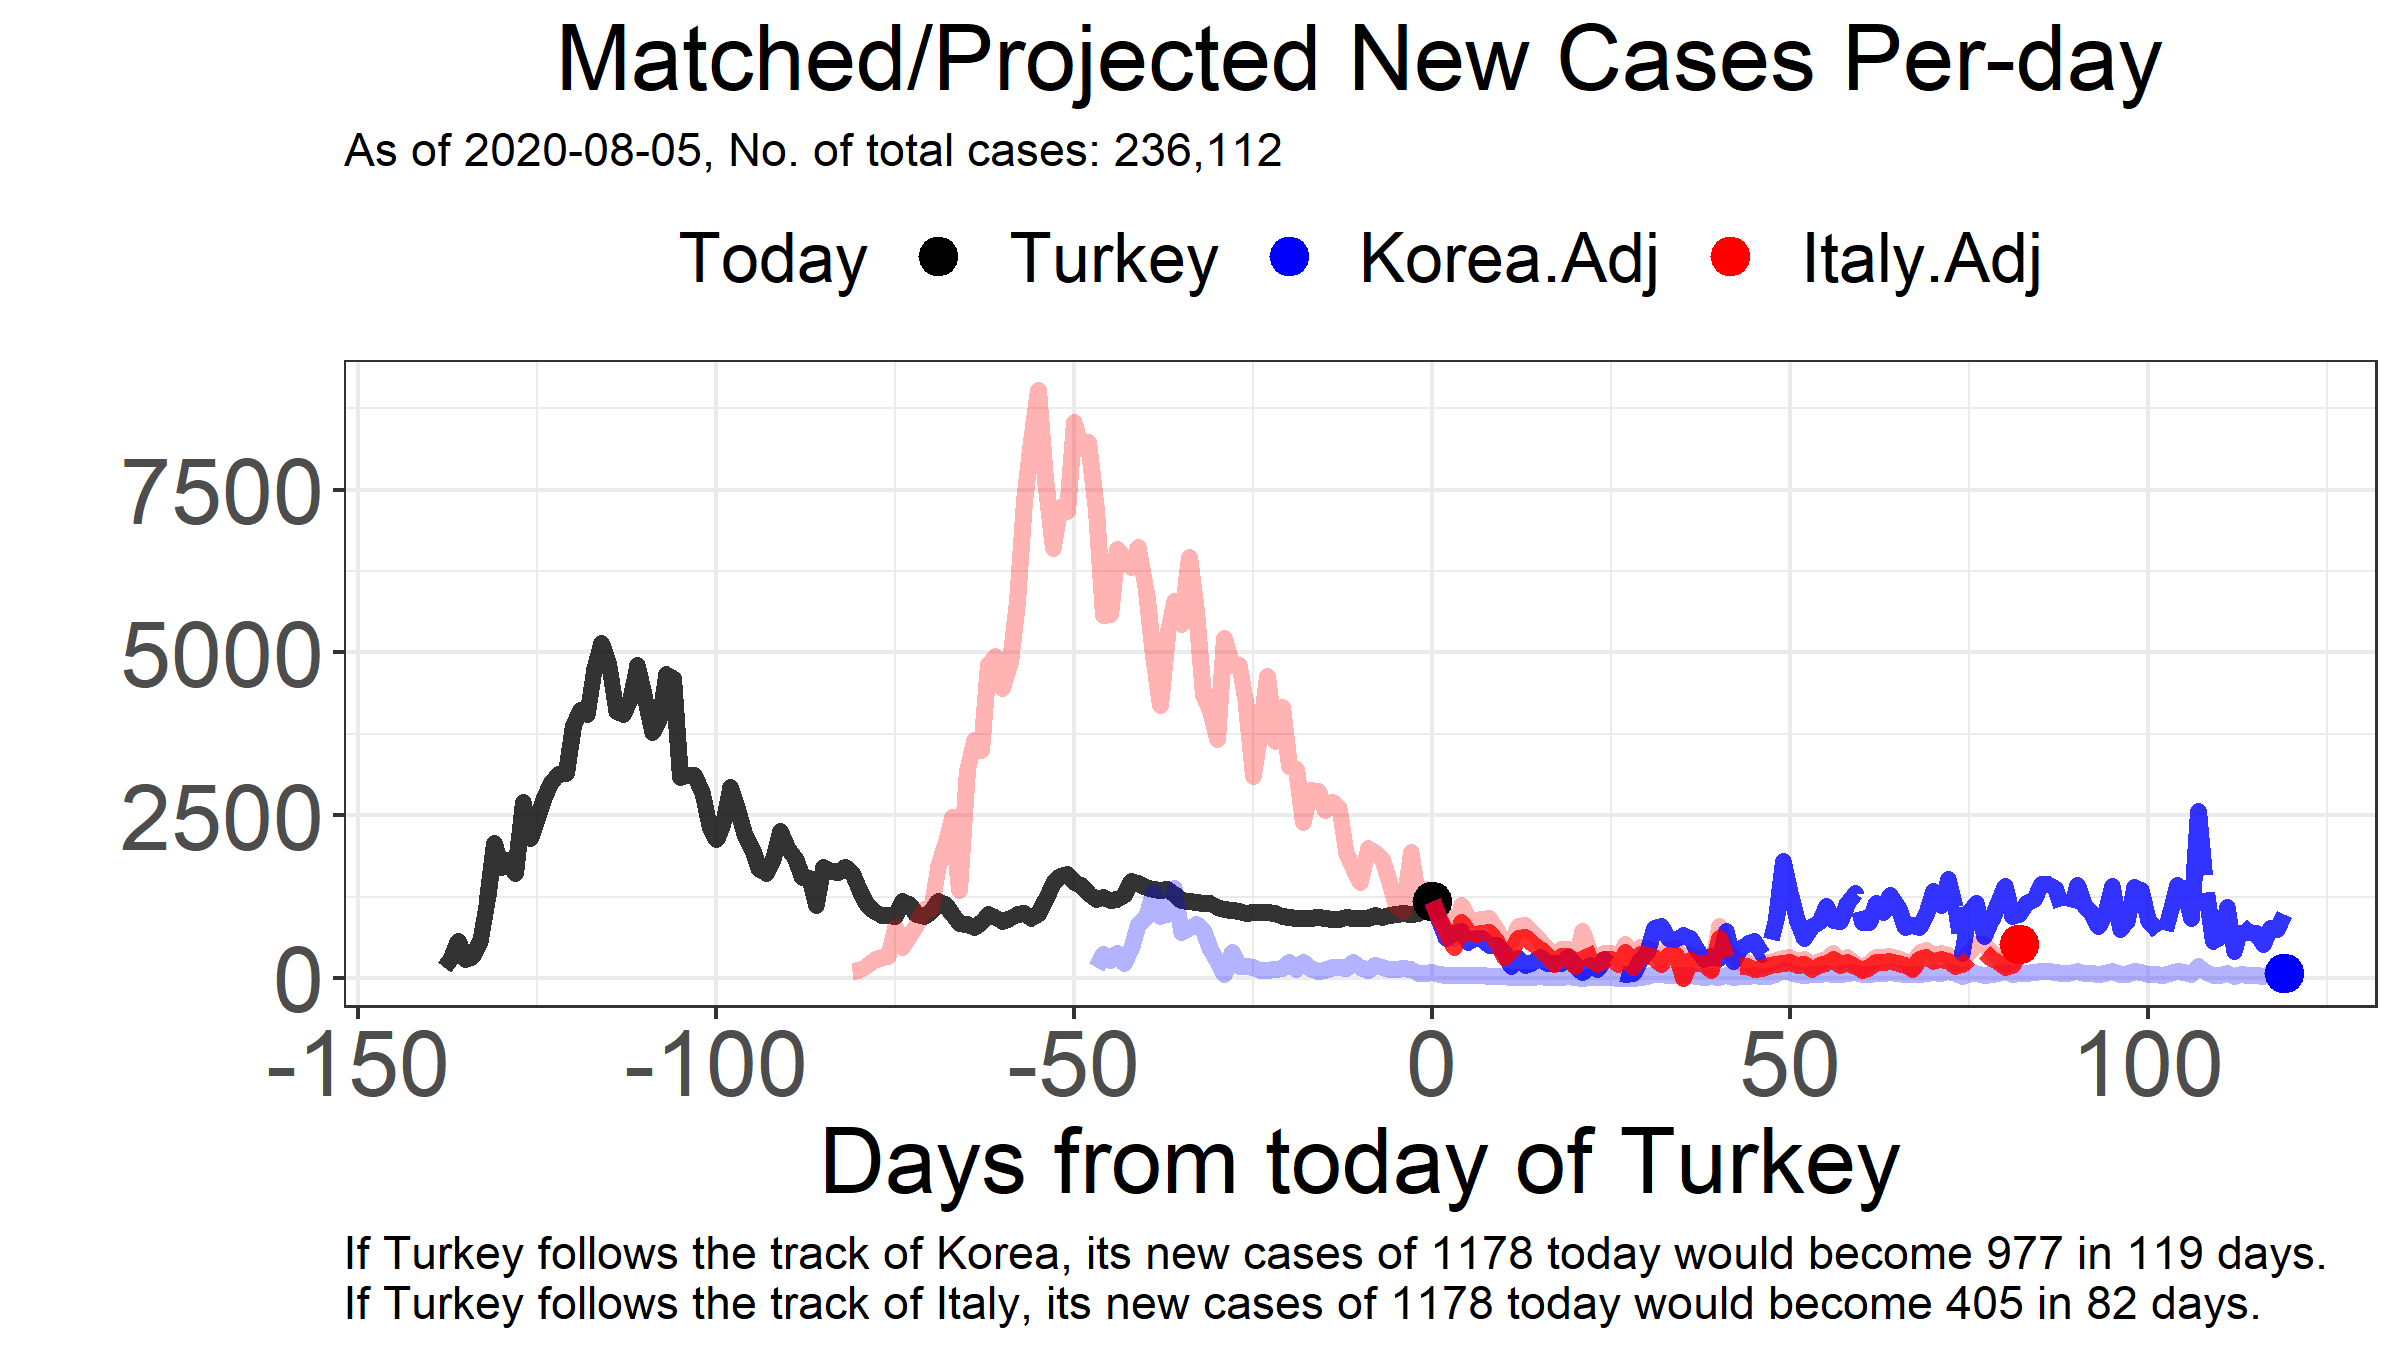 Matched/Projected New Cases Per-day
As of 2020-08-05, No. of total cases: 236,112
Today Turkey Korea.Adj Italy.Adj
7500
5000
2500
0
-150 -100 -50 0 50 100
Days from today of Turkey
If Turkey follows the track of Korea, its new cases of 1178 today would become 977 in 119 days.
If Turkey follows the track of Italy, its new cases of 1178 today would become 405 in 82 days.